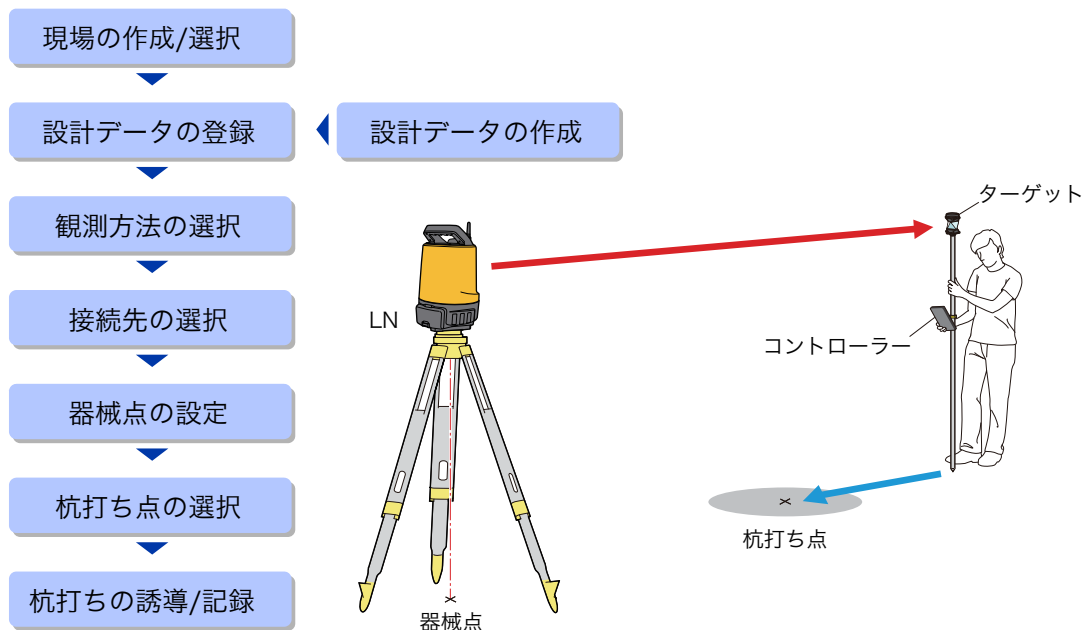 現場の作成/選択
設計データの登録
設計データの作成
観測方法の選択
接続先の選択
器械点の設定
杭打ち点の選択
杭打ちの誘導/記録
LN
器械点
ターゲット
コントローラー
杭打ち点